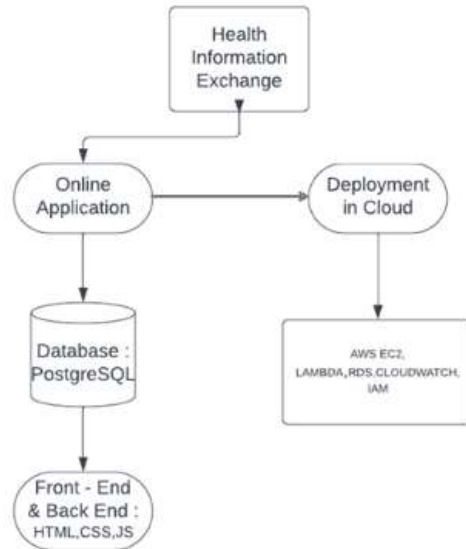 Health
Information
Exchange
Online
Application
Deployment
in Cloud
Database :
PostgreSQL
AWS EC2,
LAMBDA,RDS,CLOUDWATCH,
IAM
Front - End
& Back End :
HTML,CSS,JS